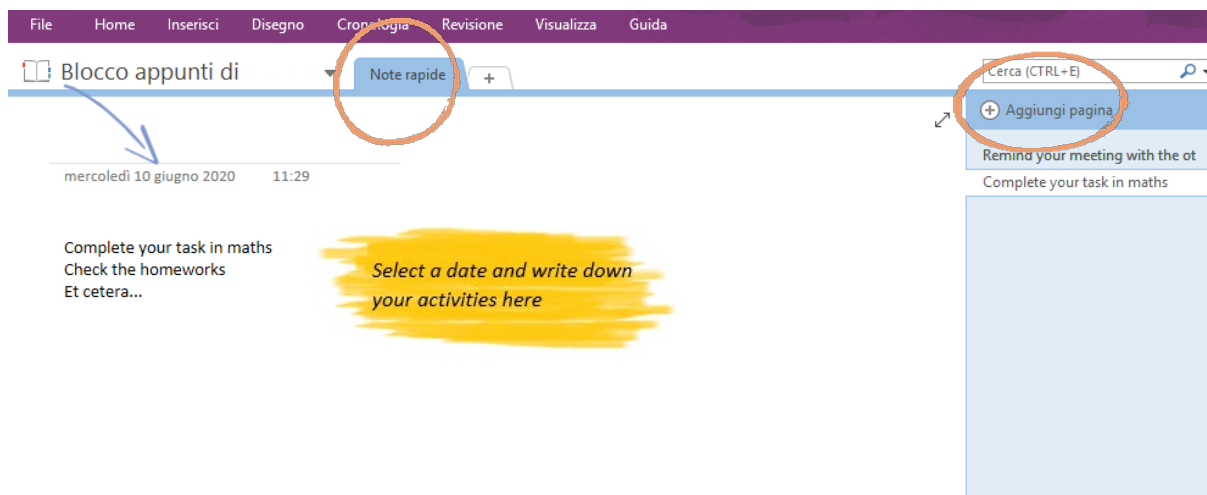 File Home Inserisci Disegno Cronologia Revisione Visualizza Guida
Blocco appunti di
Note rapide +
Cerca (CTRL+E)
Aggiungi pagina
Remind your meeting with the ot
Complete your task in maths
mercoledì 10 giugno 2020 11:29
Complete your task in maths
Check the homeworks
Et cetera...
Select a date and write down
your activities here